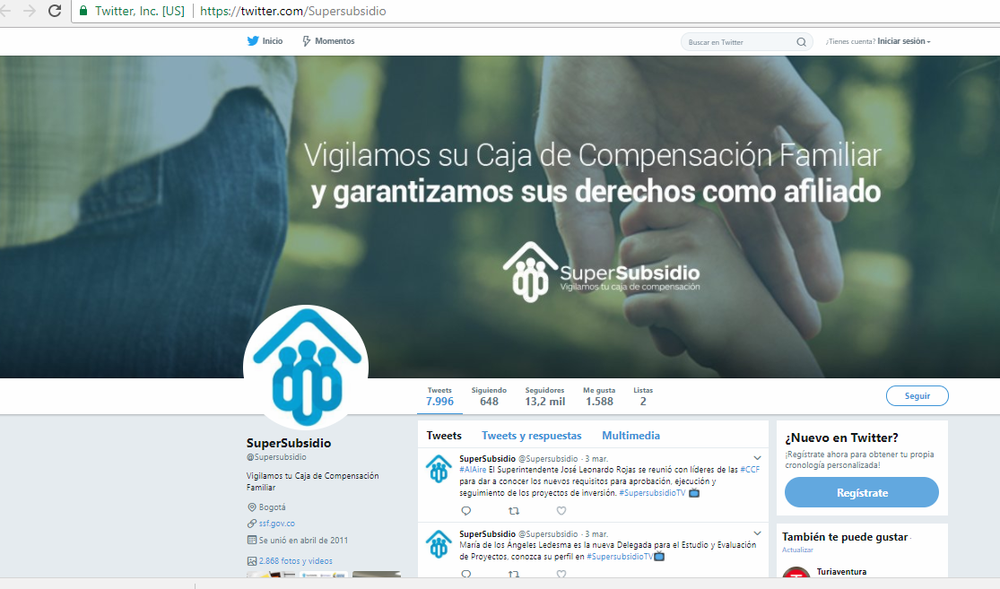 Twitter, Inc. [US] | https://twitter.com/Supersubsidio
Inicio Momentos Buscar en Twitter ¿Tienes cuenta? Iniciar sesión
Vigilamos su Caja de Compensación Familiar
y garantizamos sus derechos como afiliado
SuperSubsidio
Vigilamos tu caja de compensación
Tweets Siguiendo Seguidores Me gusta Listas
7.996 648 13,2 mil 1.588 2
Seguir
SuperSubsidio
@Supersubsidio
Vigilamos tu Caja de Compensación
Familiar
Bogotá
ssf.gov.co
Se unió en abril de 2011
2.868 fotos y videos
Tweets Tweets y respuestas Multimedia
SuperSubsidio @Supersubsidio · 3 mar.
#AlAire El Superintendente José Leonardo Rojas se reunió con líderes de las #CCF
para dar a conocer los nuevos requisitos para aprobación, ejecución y
seguimiento de los proyectos de inversión. #SupersubsidioTV
SuperSubsidio @Supersubsidio · 3 mar.
María de los Ángeles Ledesma es la nueva Delegada para el Estudio y Evaluación
de Proyectos, conozca su perfil en #SupersubsidioTV
¿Nuevo en Twitter?
¡Regístrate ahora para obtener tu propia
cronología personalizada!
Regístrate
También te puede gustar ·
Actualizar
Turiaventura